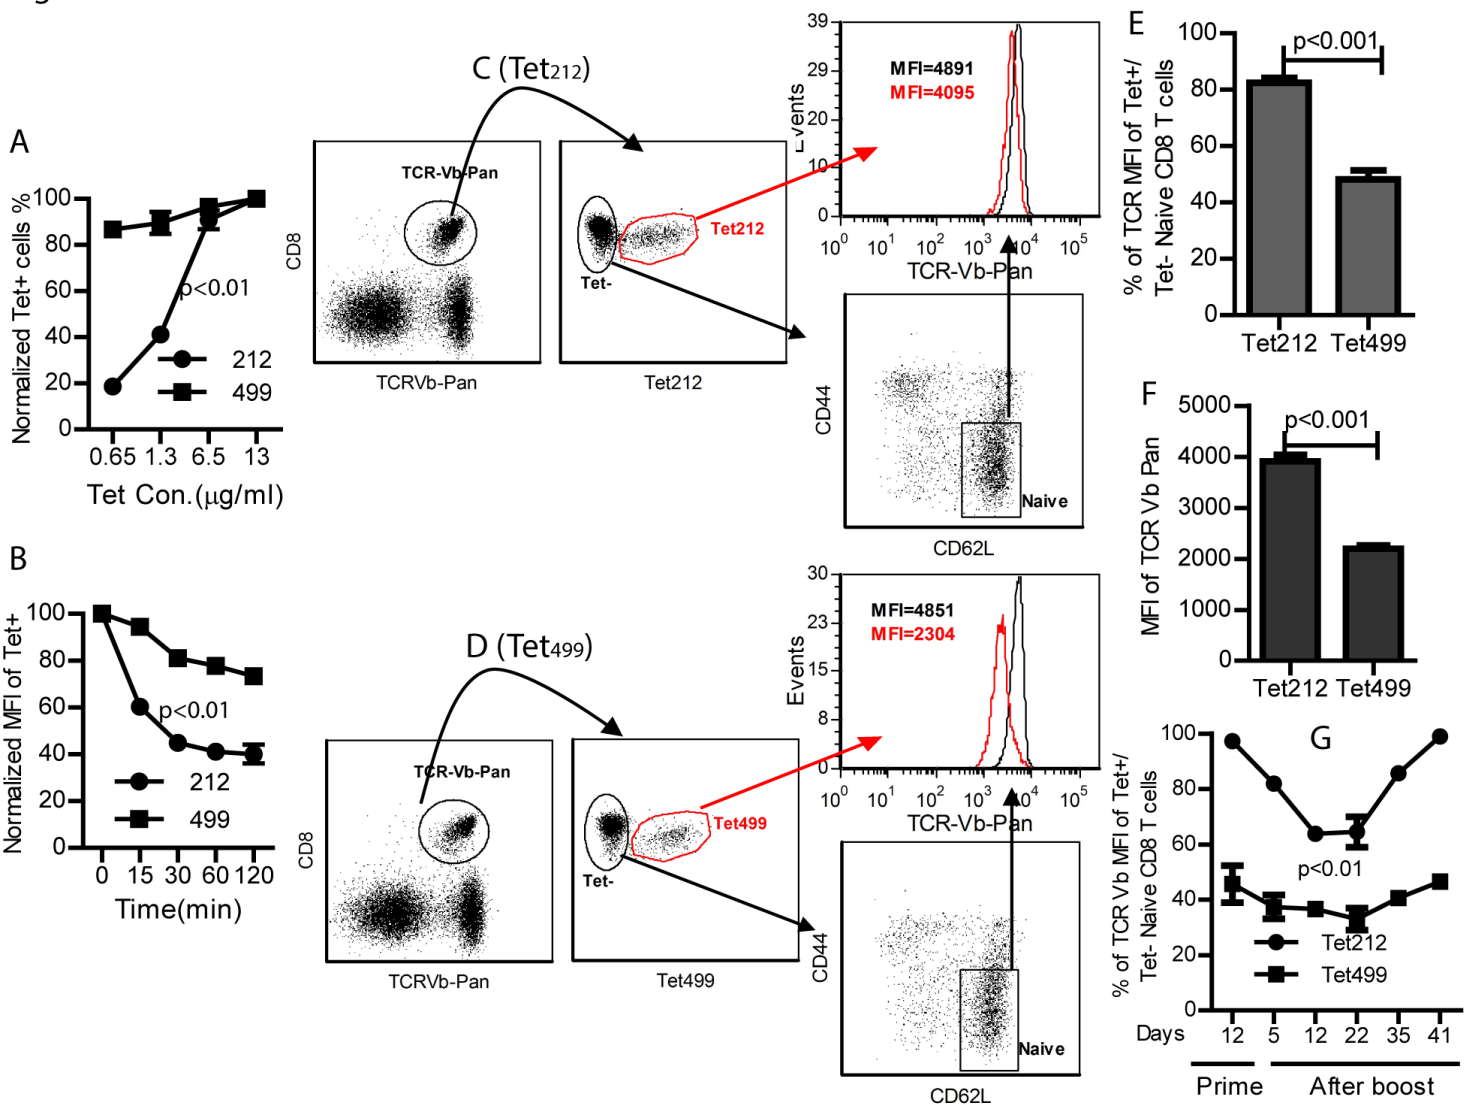 A
Normalized Tet+ cells %
100
80
60
40
20
0
p<0.01
212
499
0.65 1.3 6.5 13
Tet Con.(μg/ml)
B
Normalized MFI of Tet+
100
80
60
40
20
0
p<0.01
212
499
0 15 30 60 120
Time(min)
C (Tet212)
TCR-Vb-Pan
CD8
TCRVb-Pan
Tet-
Tet212
Tet212
39
29
20
10
0
Events
MFI=4891
MFI=4095
10^0 10^1 10^2 10^3 10^4 10^5
TCR-Vb-Pan
CD44
Naive
CD62L
D (Tet499)
TCR-Vb-Pan
CD8
TCRVb-Pan
Tet-
Tet499
Tet499
30
23
15
8
0
Events
MFI=4851
MFI=2304
10^0 10^1 10^2 10^3 10^4 10^5
TCR-Vb-Pan
CD44
Naive
CD62L
E
% of TCR MFI of Tet+/
Tet- Naive CD8 T cells
100
80
60
40
20
0
p<0.001
Tet212 Tet499
F
MFI of TCR Vb Pan
5000
4000
3000
2000
1000
0
p<0.001
Tet212 Tet499
G
% of TCR Vb MFI of Tet+/
Tet- Naive CD8 T cells
100
80
60
40
20
0
p<0.01
Tet212
Tet499
Days 12 5 12 22 35 41
Prime After boost